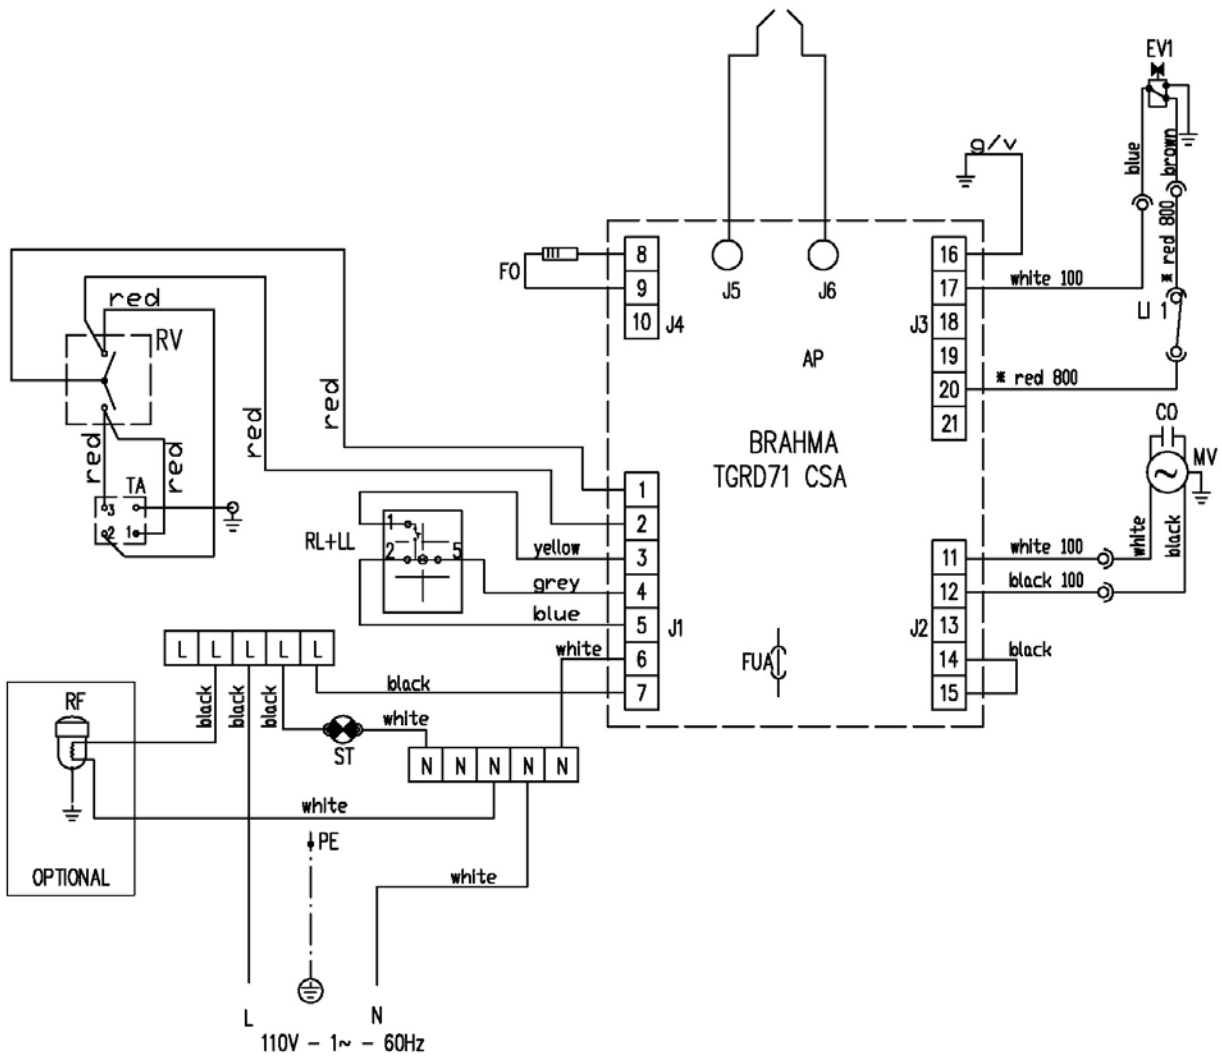 EV1
g/v
blue
brown
* red 800
8
9
10
FO
J4
J5
J6
AP
16
17
18
19
20
21
J3
white 100
LI 1
* red 800
red
RV
red
red
red
red
TA
3
2
1
BRAHMA
TGRD71 CSA
CO
MV
white
black
RL+LL
1
2
5
yellow
grey
blue
white
black
1
2
3
4
5
6
7
J1
FUA
11
12
13
14
15
J2
white 100
black 100
black
L L L L L
black
black
black
ST
white
N N N N N
RF
OPTIONAL
white
PE
white
L
N
110V - 1~ - 60Hz